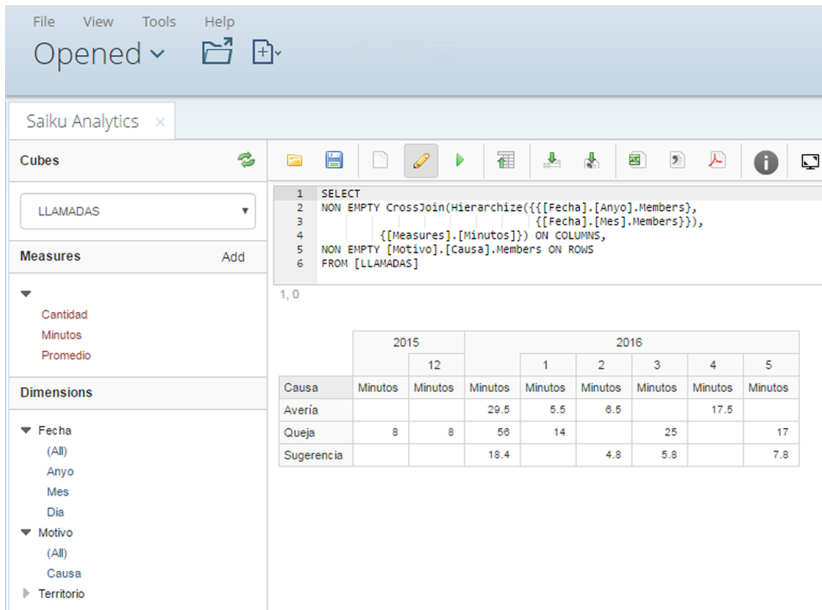 File View Tools Help
Opened
Saiku Analytics ×
Cubes
LLAMADAS
Measures Add
Cantidad
Minutos
Promedio
Dimensions
Fecha
(All)
Anyo
Mes
Dia
Motivo
(All)
Causa
Territorio
1 SELECT
2 NON EMPTY CrossJoin(Hierarchize({{[Fecha].[Anyo].Members},
3 {[Fecha].[Mes].Members}}),
4 {[Measures].[Minutos]}) ON COLUMNS,
5 NON EMPTY [Motivo].[Causa].Members ON ROWS
6 FROM [LLAMADAS]
1, 0
2015 2016
12 1 2 3 4 5
Causa Minutos Minutos Minutos Minutos Minutos Minutos Minutos Minutos
Avería 29.5 5.5 6.5 17.5
Queja 8 8 56 14 25 17
Sugerencia 18.4 4.8 5.8 7.8